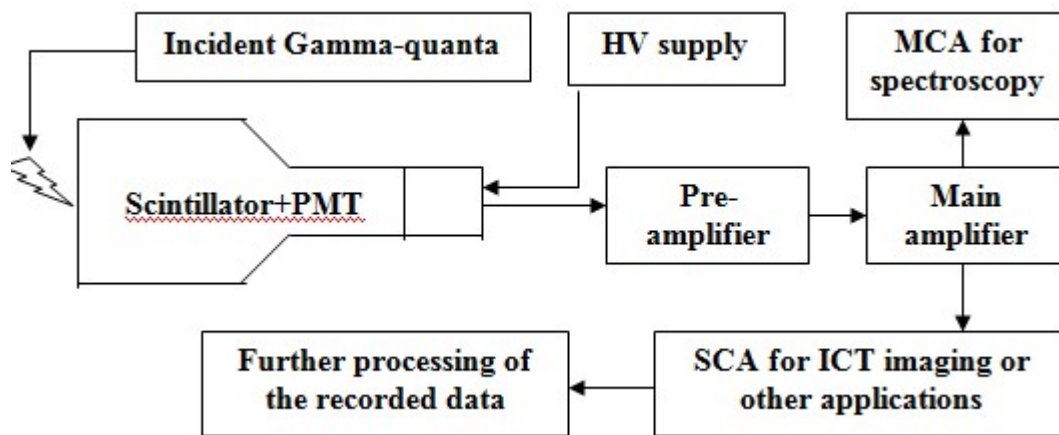 Incident Gamma-quanta
HV supply
MCA for
spectroscopy
Scintillator+PMT
Pre-
amplifier
Main
amplifier
Further processing of
the recorded data
SCA for ICT imaging or
other applications